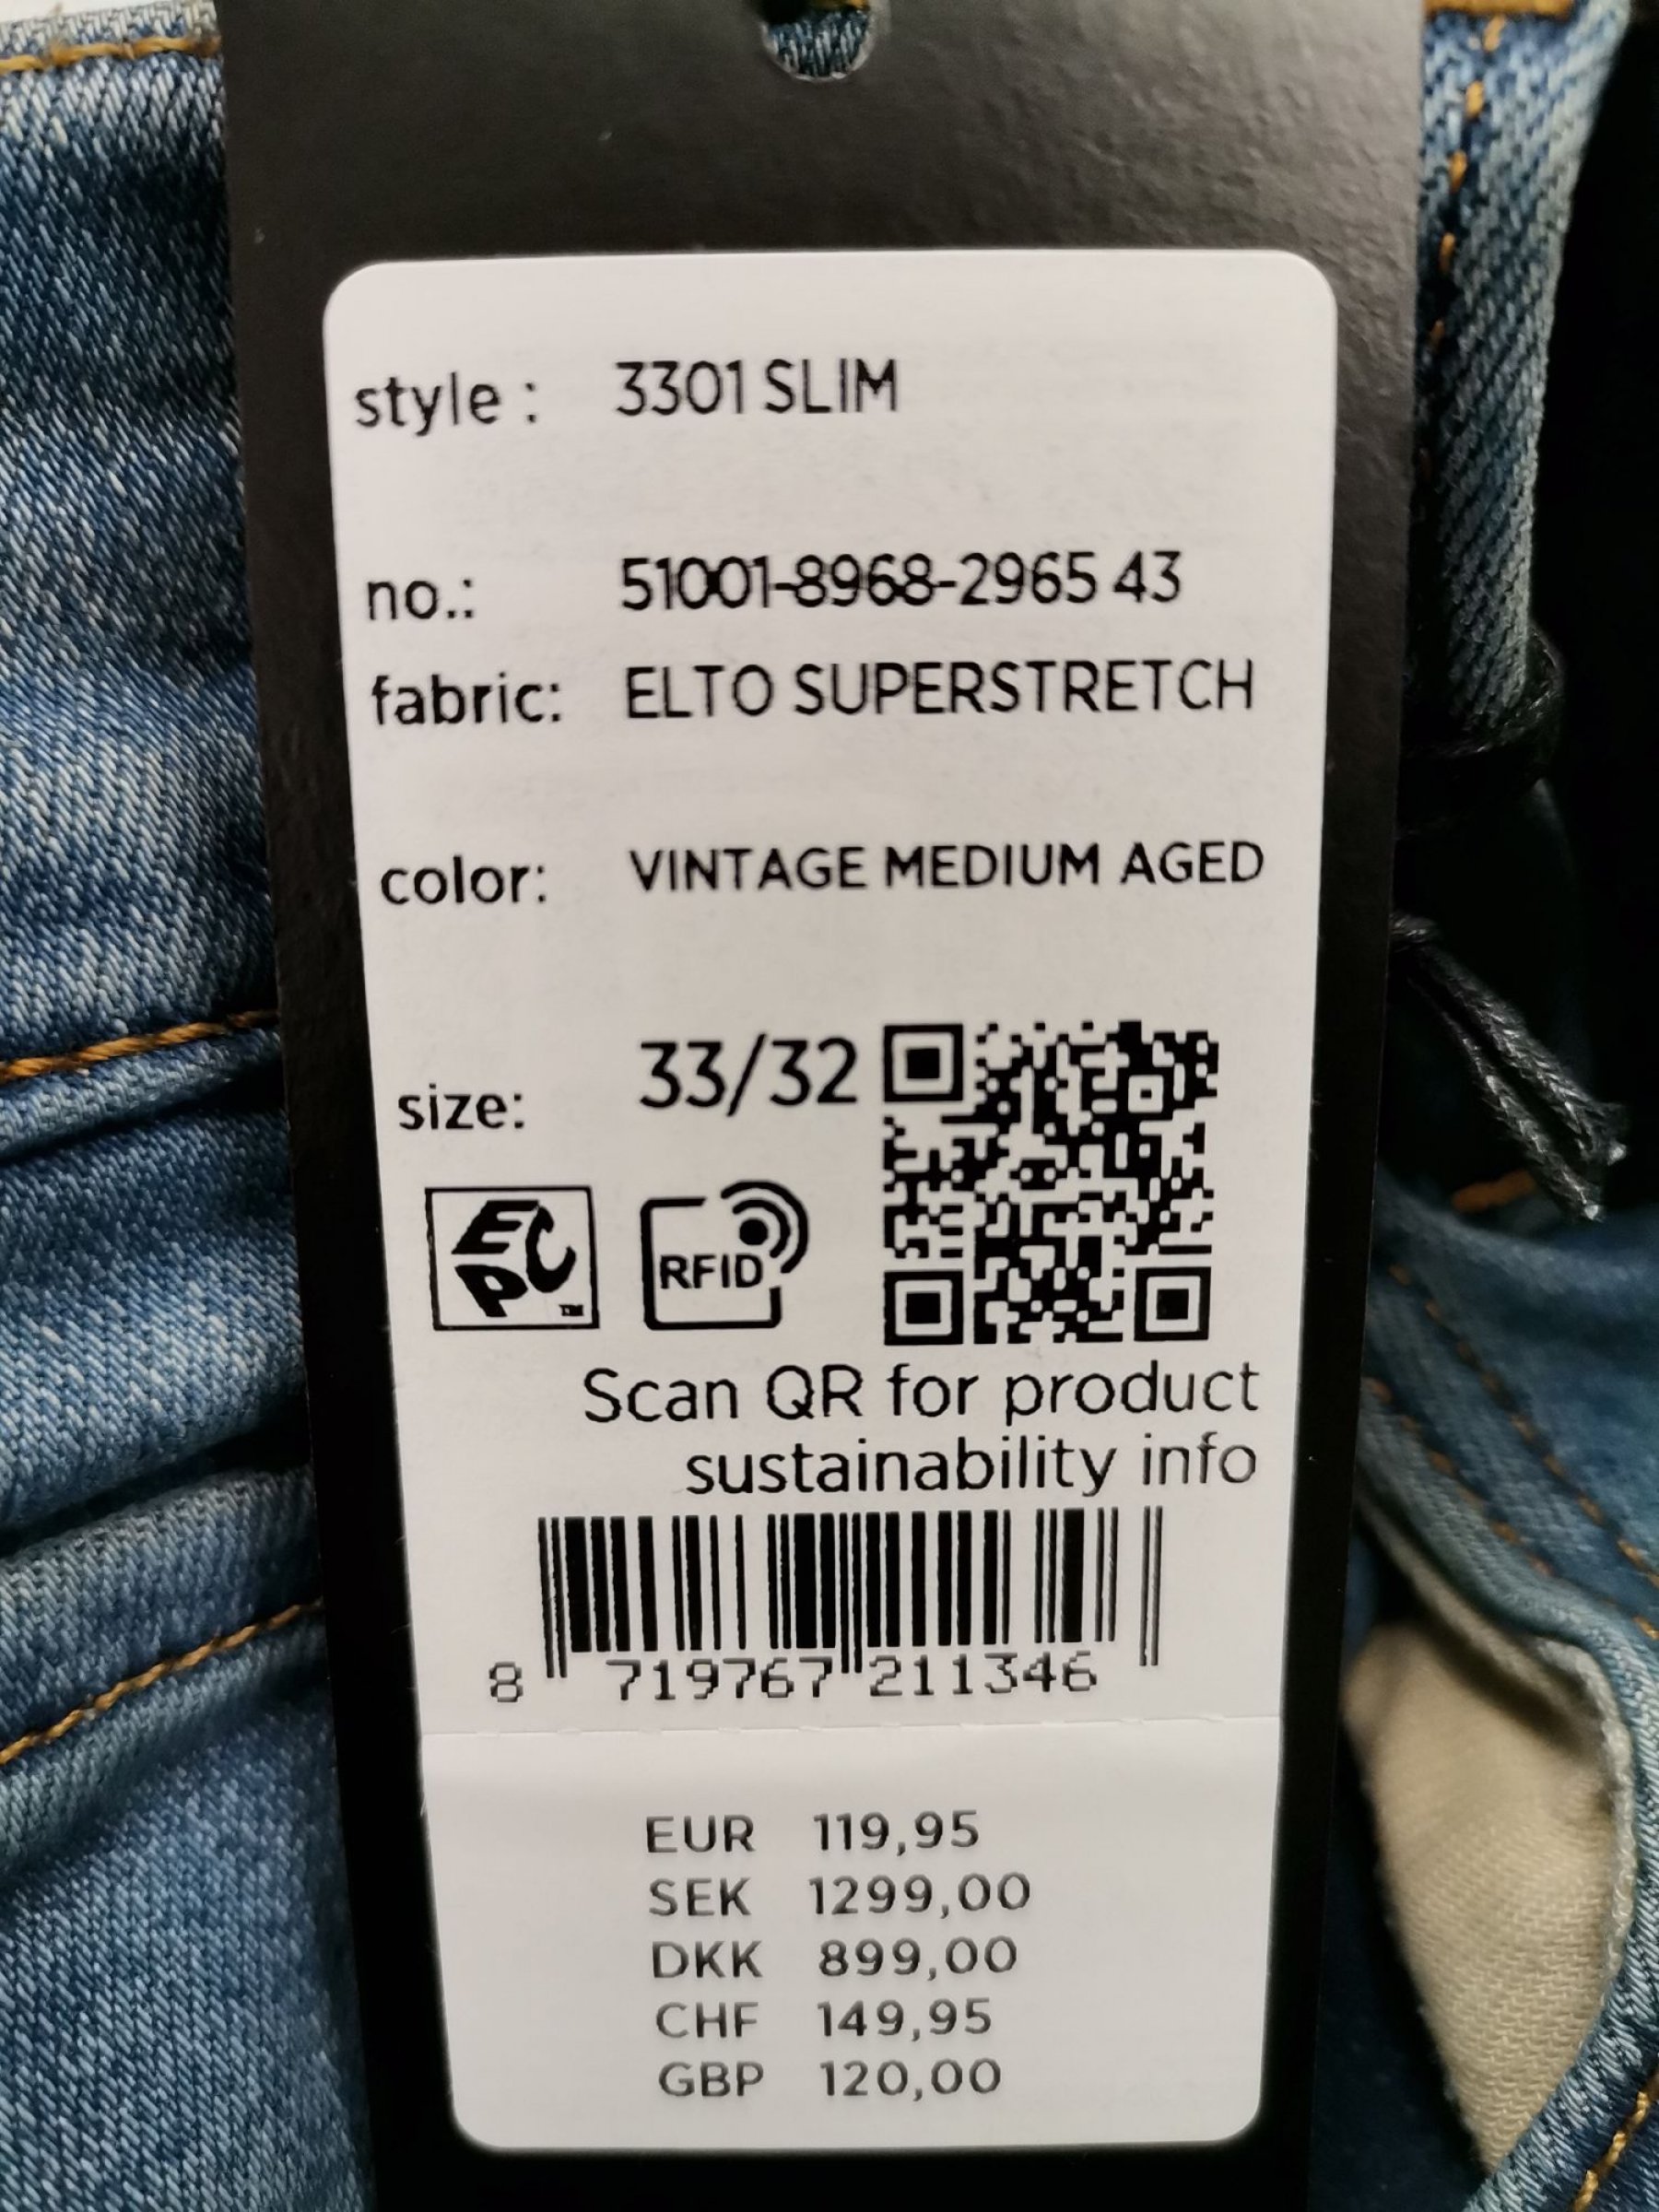 style : 3301 SLIM
no.: 51001-8968-2965 43
fabric: ELTO SUPERSTRETCH
color: VINTAGE MEDIUM AGED
size: 33/32
EPC TM RFID
Scan QR for product
sustainability info
8 719767 211346
EUR 119,95
SEK 1299,00
DKK 899,00
CHF 149,95
GBP 120,00